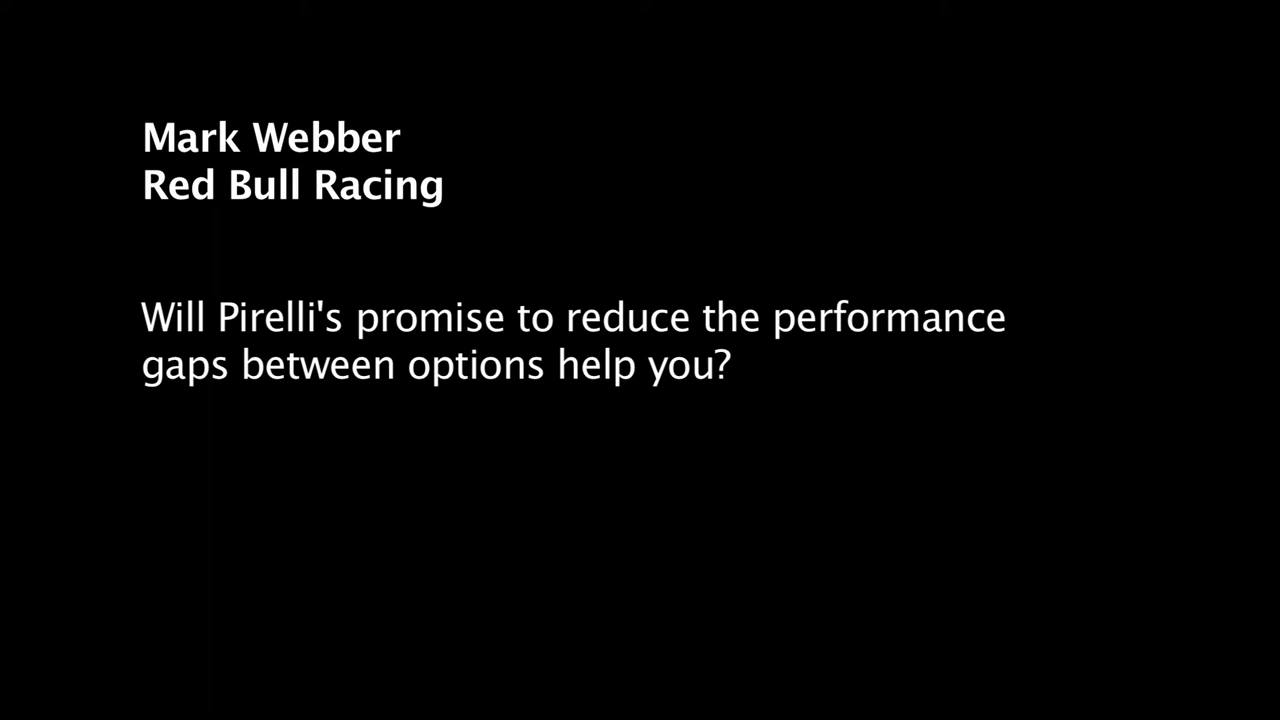 Mark Webber
Red Bull Racing
Will Pirelli's promise to reduce the performance
gaps between options help you?